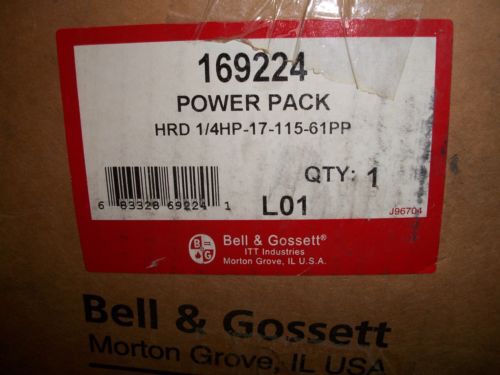 169224
POWER PACK
HRD 1/4HP-17-115-61PP
QTY: 1
6 83328 69224 1
L01
J96704
B=G
Bell & Gossett®
ITT Industries
Morton Grove, IL U.S.A.
Bell & Gossett
Morton Grove, IL USA